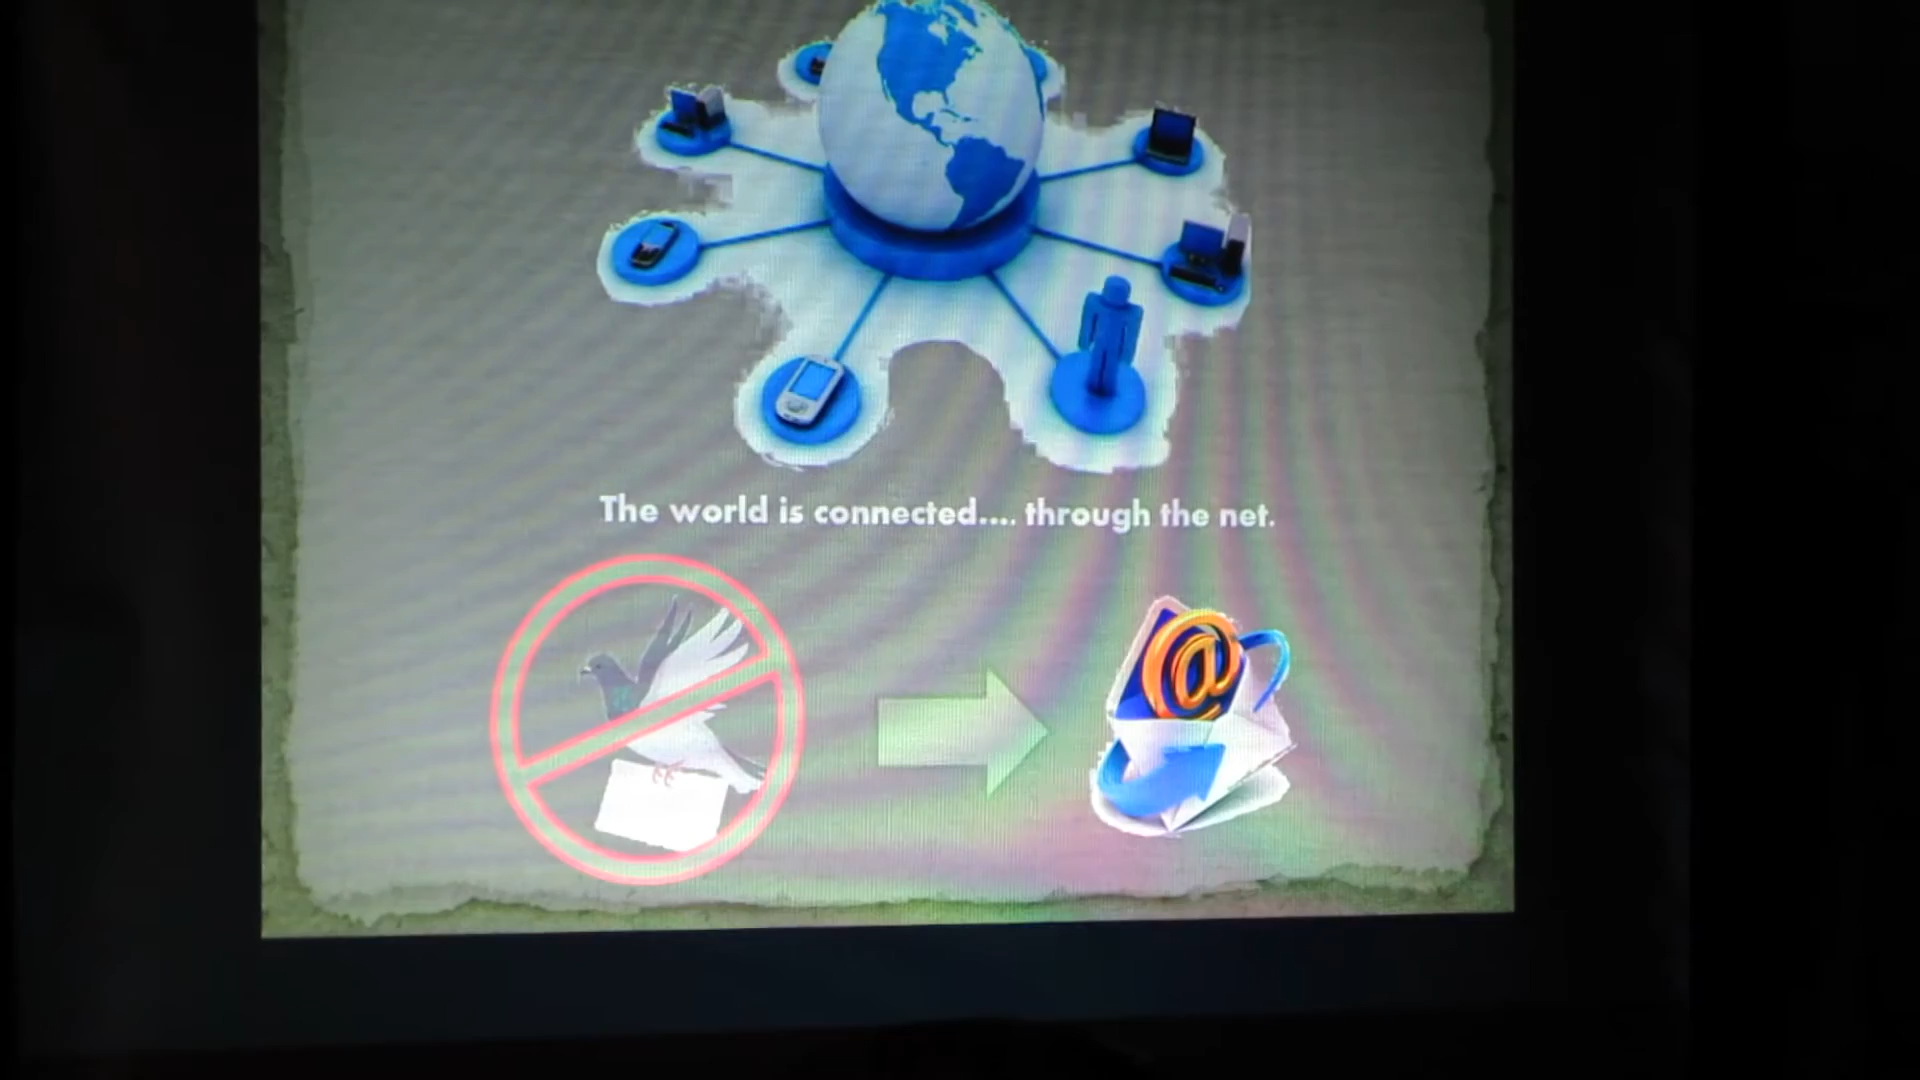 The world is connected.... through the net.
@